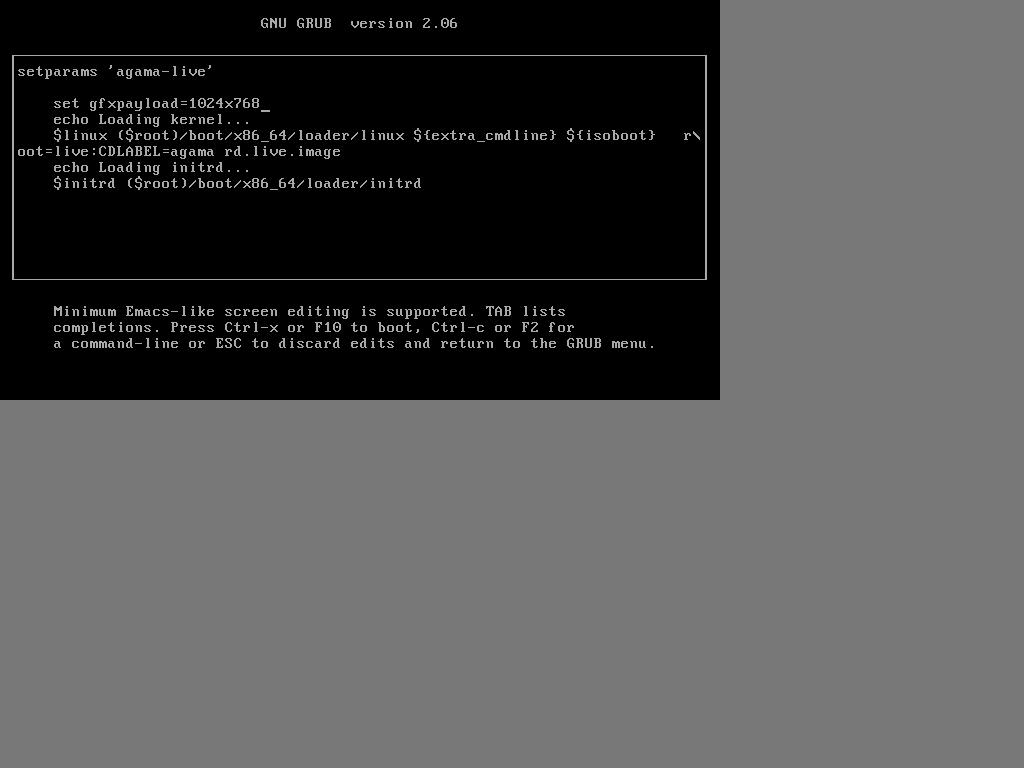 GNU GRUB  version 2.06
setparams 'agama-live'
set gfxpayload=1024x768_
echo Loading kernel...
$linux ($root)/boot/x86_64/loader/linux ${extra_cmdline} ${isoboot}   r\
oot=live:CDLABEL=agama rd.live.image
echo Loading initrd...
$initrd ($root)/boot/x86_64/loader/initrd
Minimum Emacs-like screen editing is supported. TAB lists
completions. Press Ctrl-x or F10 to boot, Ctrl-c or F2 for
a command-line or ESC to discard edits and return to the GRUB menu.